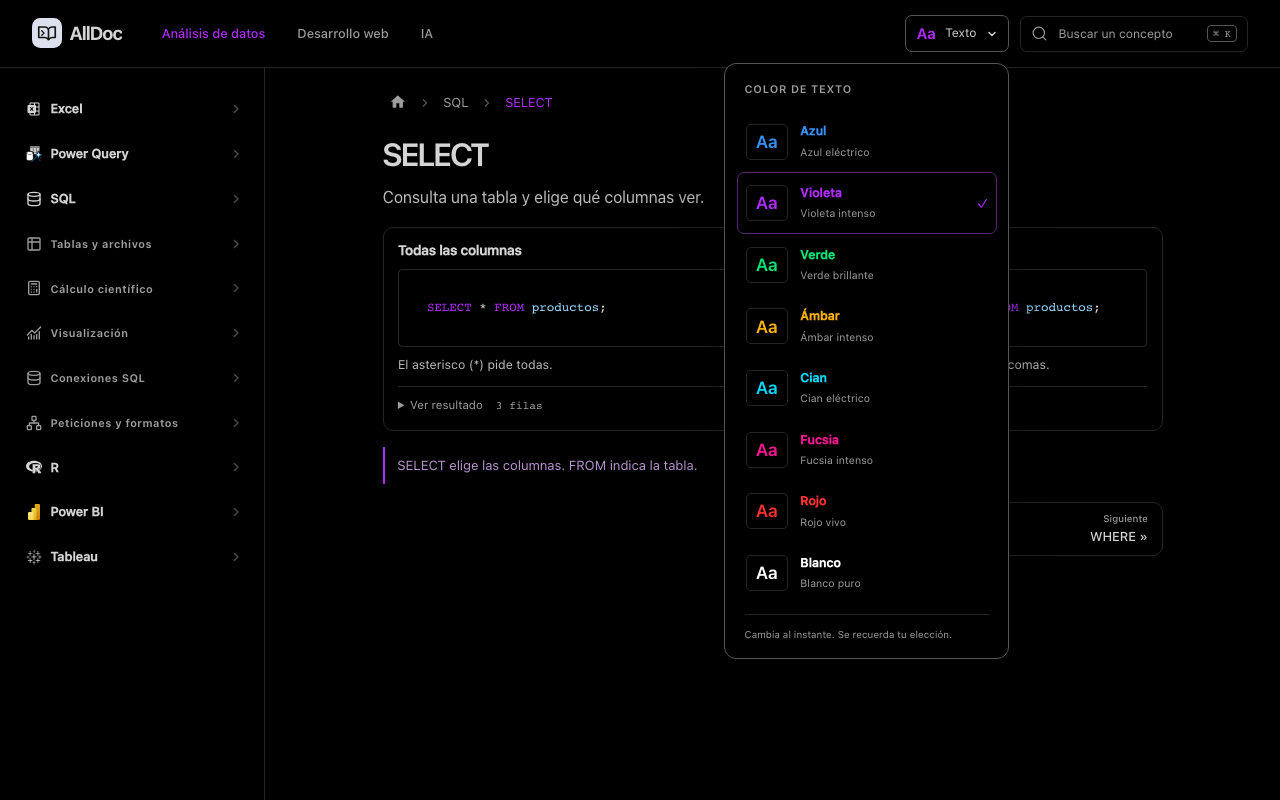 AllDoc
Análisis de datos
Desarrollo web
IA
Aa Texto
Buscar un concepto
⌘ K
Excel
Power Query
SQL
Tablas y archivos
Cálculo científico
Visualización
Conexiones SQL
Peticiones y formatos
R
Power BI
Tableau
SQL
SELECT
SELECT
Consulta una tabla y elige qué columnas ver.
Todas las columnas
SELECT * FROM productos;
El asterisco (*) pide todas.
Ver resultado 3 filas
productos;
comas.
SELECT elige las columnas. FROM indica la tabla.
Siguiente
WHERE »
COLOR DE TEXTO
Aa
Azul
Azul eléctrico
Aa
Violeta
Violeta intenso
Aa
Verde
Verde brillante
Aa
Ámbar
Ámbar intenso
Aa
Cian
Cian eléctrico
Aa
Fucsia
Fucsia intenso
Aa
Rojo
Rojo vivo
Aa
Blanco
Blanco puro
Cambia al instante. Se recuerda tu elección.